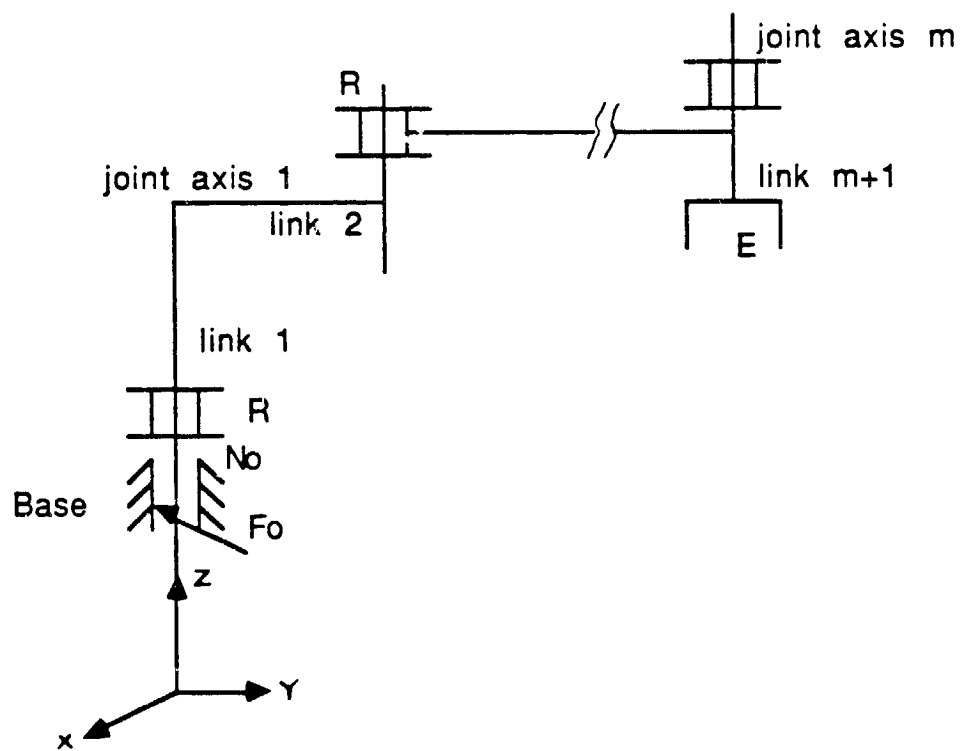 joint axis m
R
joint axis 1
link 2
link m+1
E
link 1
R
No
Base
Fo
Z
Y
X